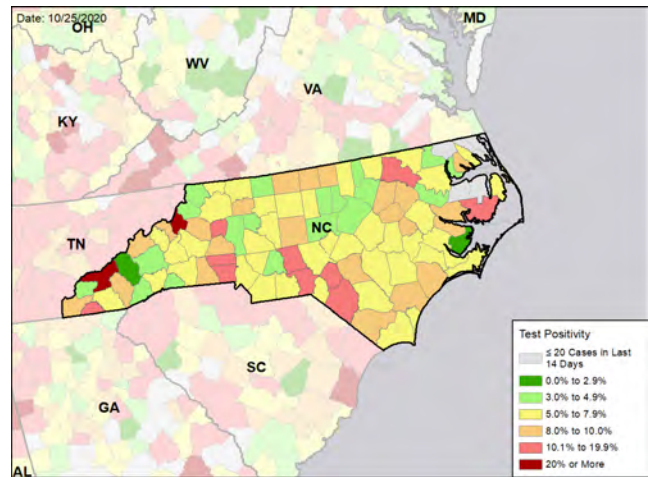 Date: 10/25/2020
OH
MD
WV
VA
KY
NC
TN
SC
GA
AL
Test Positivity
≤ 20 Cases in Last
14 Days
0.0% to 2.9%
3.0% to 4.9%
5.0% to 7.9%
8.0% to 10.0%
10.1% to 19.9%
20% or More